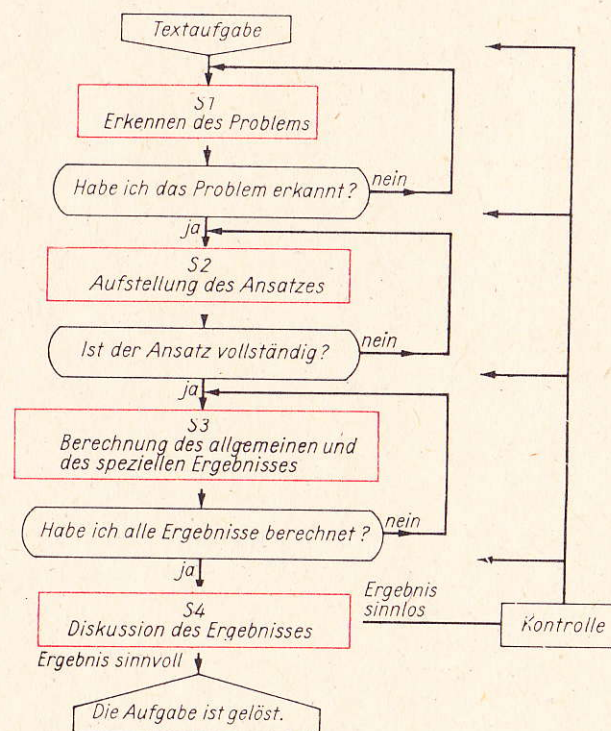 Textaufgabe
S1
Erkennen des Problems
Habe ich das Problem erkannt?
nein
ja
S2
Aufstellung des Ansatzes
Ist der Ansatz vollständig?
nein
ja
S3
Berechnung des allgemeinen und
des speziellen Ergebnisses
Habe ich alle Ergebnisse berechnet?
nein
ja
S4
Diskussion des Ergebnisses
Ergebnis
sinnlos
Kontrolle
Ergebnis sinnvoll
Die Aufgabe ist gelöst.